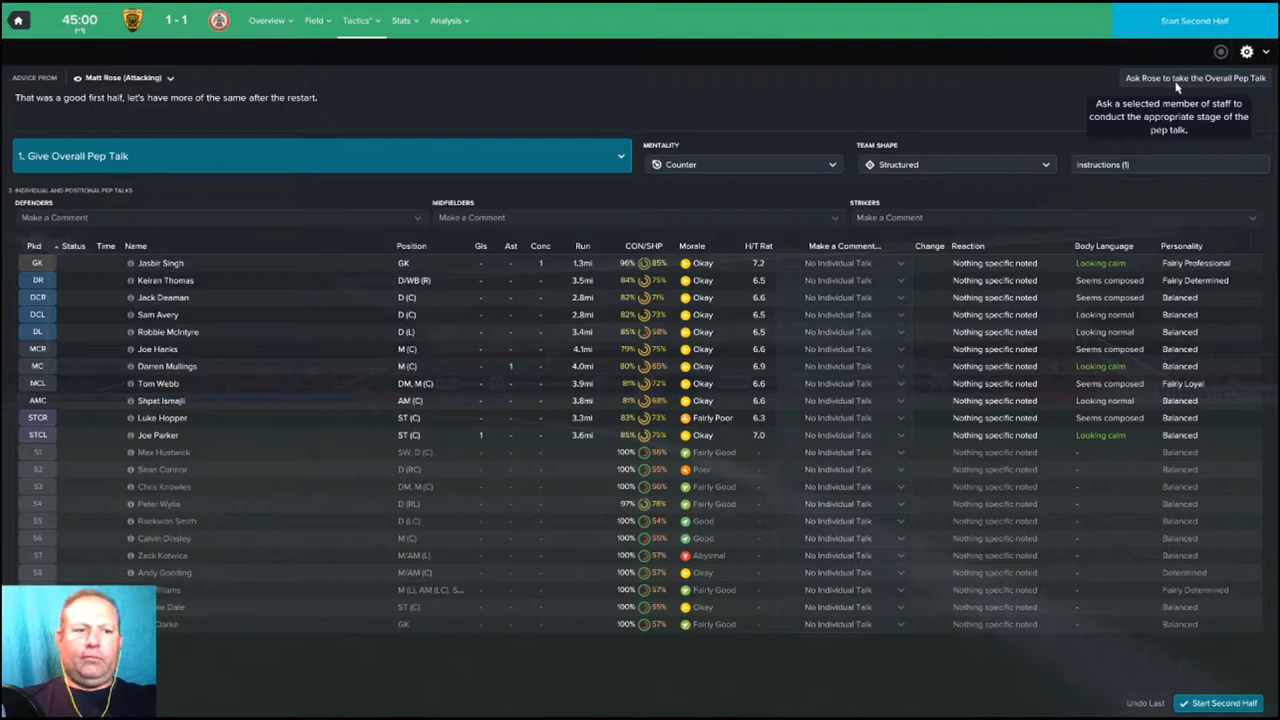 45:00
(+1)
1 - 1
Overview
Field
Tactics*
Stats
Analysis
Start Second Half
ADVICE FROM
Matt Rose (Attacking)
Ask Rose to take the Overall Pep Talk
That was a good first half, let's have more of the same after the restart.
Ask a selected member of staff to
conduct the appropriate stage of the
pep talk.
1. Give Overall Pep Talk
MENTALITY
Counter
TEAM SHAPE
Structured
Instructions (1)
2. INDIVIDUAL AND POSITIONAL PEP TALKS
DEFENDERS MIDFIELDERS STRIKERS
Make a Comment Make a Comment Make a Comment
Pkd Status Time Name Position Gls Ast Conc Run CON/SHP Morale H/T Rat Make a Comment... Change Reaction Body Language Personality
GK Jasbir Singh GK - - 1 1.3mi 96% 85% Okay 7.2 No Individual Talk Nothing specific noted Looking calm Fairly Professional
DR Keiran Thomas D/WB (R) - - - 3.5mi 84% 75% Okay 6.5 No Individual Talk Nothing specific noted Seems composed Fairly Determined
DCR Jack Deaman D (C) - - - 2.8mi 82% 71% Okay 6.6 No Individual Talk Nothing specific noted Seems composed Balanced
DCL Sam Avery D (C) - - - 2.8mi 82% 73% Okay 6.5 No Individual Talk Nothing specific noted Looking normal Balanced
DL Robbie McIntyre D (L) - - - 3.4mi 85% 58% Okay 6.5 No Individual Talk Nothing specific noted Looking normal Balanced
MCR Joe Hanks M (C) - - - 4.1mi 79% 75% Okay 6.6 No Individual Talk Nothing specific noted Seems composed Balanced
MC Darren Mullings M (C) - 1 - 4.0mi 80% 65% Okay 6.9 No Individual Talk Nothing specific noted Looking calm Balanced
MCL Tom Webb DM, M (C) - - - 3.9mi 81% 72% Okay 6.6 No Individual Talk Nothing specific noted Seems composed Fairly Loyal
AMC Shpat Ismajli AM (C) - - - 3.8mi 81% 68% Okay 6.6 No Individual Talk Nothing specific noted Looking normal Balanced
STCR Luke Hopper ST (C) - - - 3.3mi 83% 73% Fairly Poor 6.3 No Individual Talk Nothing specific noted Seems composed Balanced
STCL Joe Parker ST (C) 1 - - 3.6mi 85% 75% Okay 7.0 No Individual Talk Nothing specific noted Looking calm Balanced
S1 Max Hustwick SW, D (C) 100% 56% Fairly Good - No Individual Talk Nothing specific noted - Balanced
S2 Sean Connor D (RC) 100% 55% Poor - No Individual Talk Nothing specific noted - Balanced
S3 Chris Knowles DM, M (C) 100% 56% Fairly Good - No Individual Talk Nothing specific noted - Balanced
S4 Peter Wylie D (RL) 97% 78% Fairly Good - No Individual Talk Nothing specific noted - Balanced
S5 Raekwon Smith D (LC) 100% 54% Good - No Individual Talk Nothing specific noted - Balanced
S6 Calvin Dinsley M (C) 100% 55% Good - No Individual Talk Nothing specific noted - Balanced
S7 Zack Kotwica M/AM (L) 100% 57% Abysmal - No Individual Talk Nothing specific noted - Balanced
S8 Andy Gooding M/AM (C) 100% 57% Okay - No Individual Talk Nothing specific noted - Determined
illiams M (L), AM (LC), S... 100% 57% Fairly Good - No Individual Talk Nothing specific noted - Fairly Determined
ie Dale ST (C) 100% 55% Okay - No Individual Talk Nothing specific noted - Balanced
Clarke GK 100% 57% Fairly Good - No Individual Talk Nothing specific noted - Balanced
Undo Last
Start Second Half